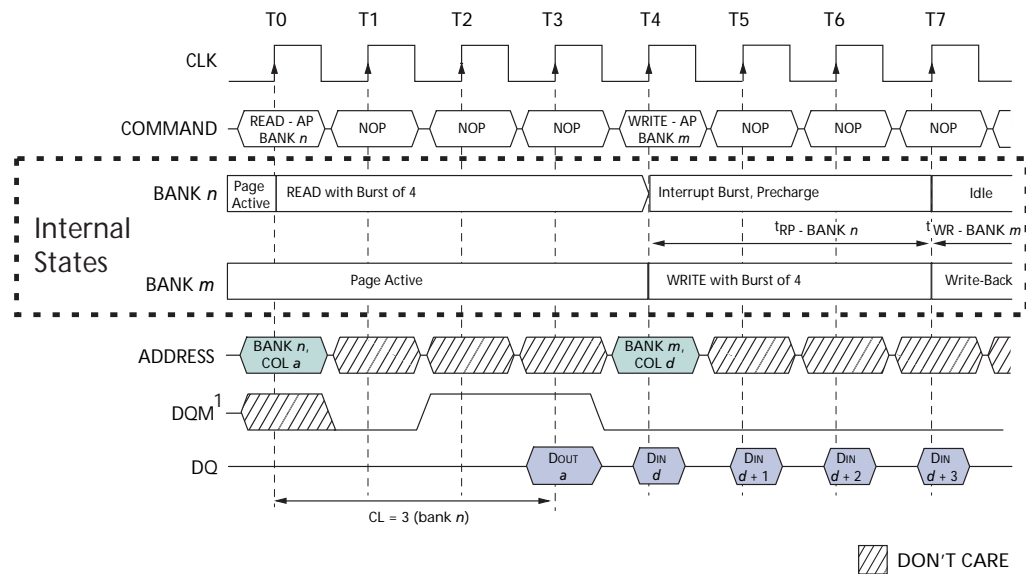 T0 T1 T2 T3 T4 T5 T6 T7
CLK
COMMAND
READ - AP
BANK n
NOP NOP NOP
WRITE - AP
BANK m
NOP NOP NOP
Internal
States
BANK n
Page
Active
READ with Burst of 4
Interrupt Burst, Precharge
Idle
tRP - BANK n
tWR - BANK m
BANK m
Page Active
WRITE with Burst of 4
Write-Back
ADDRESS
BANK n,
COL a
BANK m,
COL d
DQM1
DQ
DOUT
a
DIN
d
DIN
d + 1
DIN
d + 2
DIN
d + 3
CL = 3 (bank n)
DON'T CARE